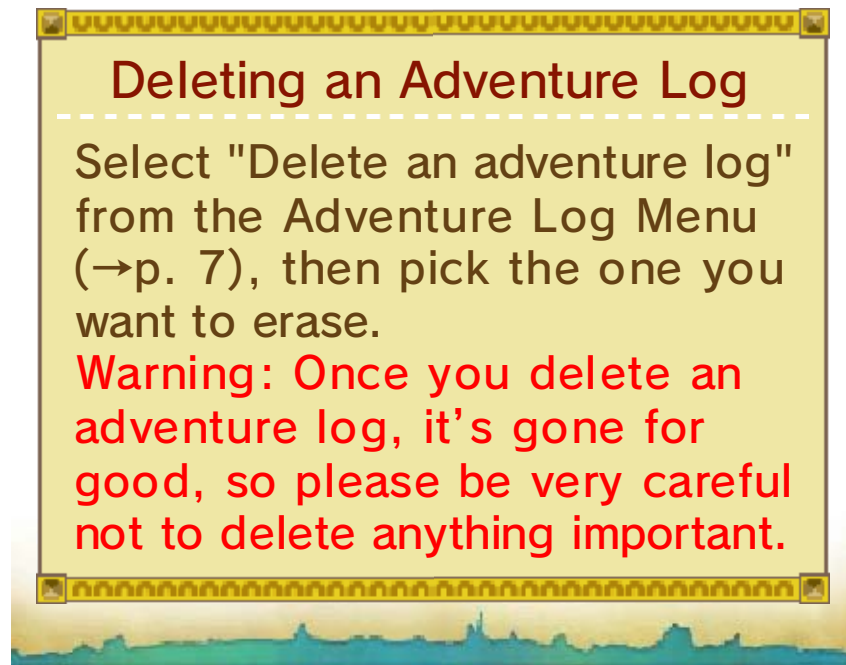 Deleting an Adventure Log
Select "Delete an adventure log"
from the Adventure Log Menu
(→p. 7), then pick the one you
want to erase.
Warning: Once you delete an
adventure log, it’s gone for
good, so please be very careful
not to delete anything important.